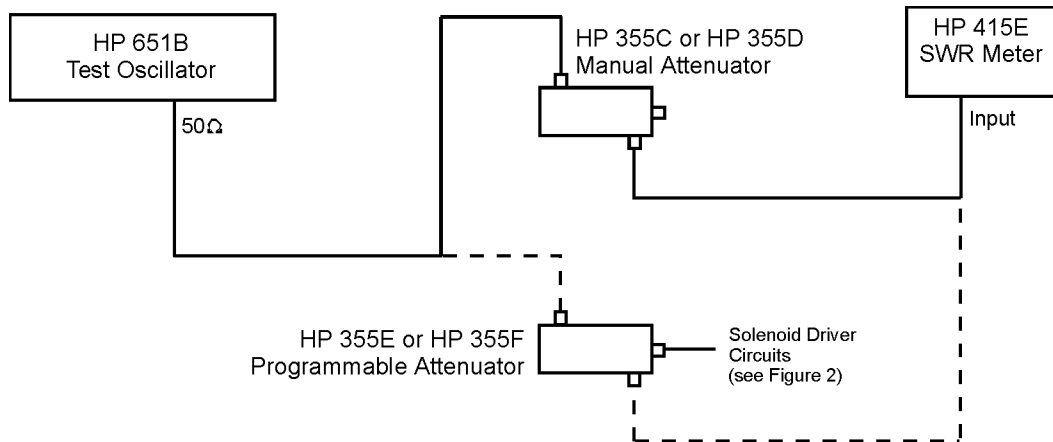 HP 651B
Test Oscillator
50Ω
HP 355C or HP 355D
Manual Attenuator
HP 415E
SWR Meter
Input
HP 355E or HP 355F
Programmable Attenuator
Solenoid Driver
Circuits
(see Figure 2)